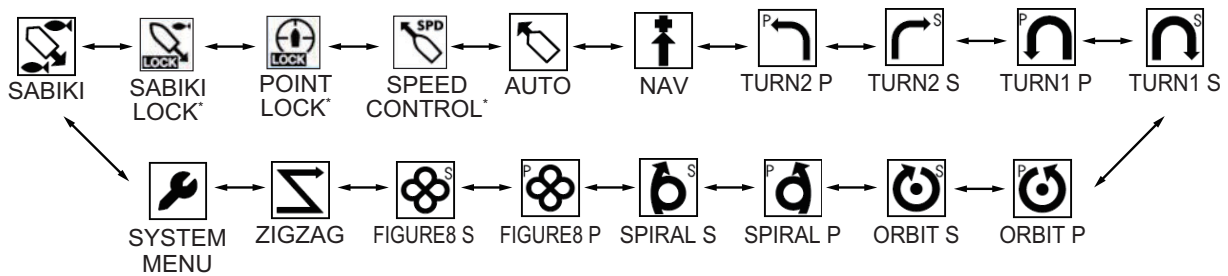 SPD
P
S
P
S
LOCK
LOCK
SABIKI
SABIKI
LOCK*
POINT
LOCK*
SPEED
CONTROL*
AUTO
NAV
TURN2 P
TURN2 S
TURN1 P
TURN1 S
S
P
S
P
S
P
SYSTEM
MENU
ZIGZAG
FIGURE8 S
FIGURE8 P
SPIRAL S
SPIRAL P
ORBIT S
ORBIT P